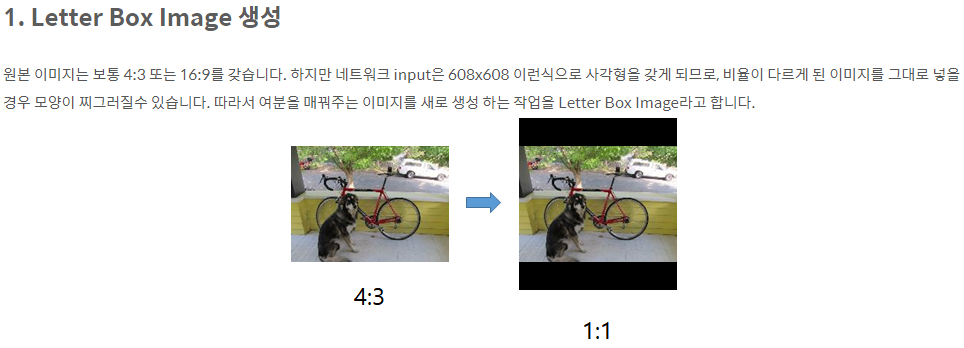 1. Letter Box Image 생성
원본 이미지는 보통 4:3 또는 16:9를 갖습니다. 하지만 네트워크 input은 608x608 이런식으로 사각형을 갖게 되므로, 비율이 다르게 된 이미지를 그대로 넣을
경우 모양이 찌그러질수 있습니다. 따라서 여분을 매꿔주는 이미지를 새로 생성 하는 작업을 Letter Box Image라고 합니다.
4:3
1:1